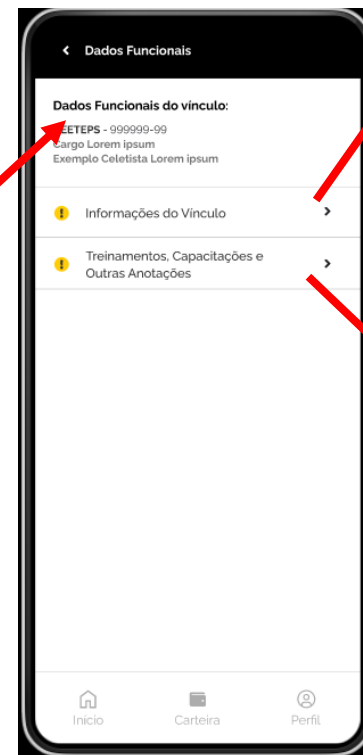 Dados Funcionais
Dados Funcionais do vínculo:
CEETEPS - 999999-99
Cargo Lorem ipsum
Exemplo Celetista Lorem ipsum
Informações do Vínculo
Treinamentos, Capacitações e
Outras Anotações
Início
Carteira
Perfil